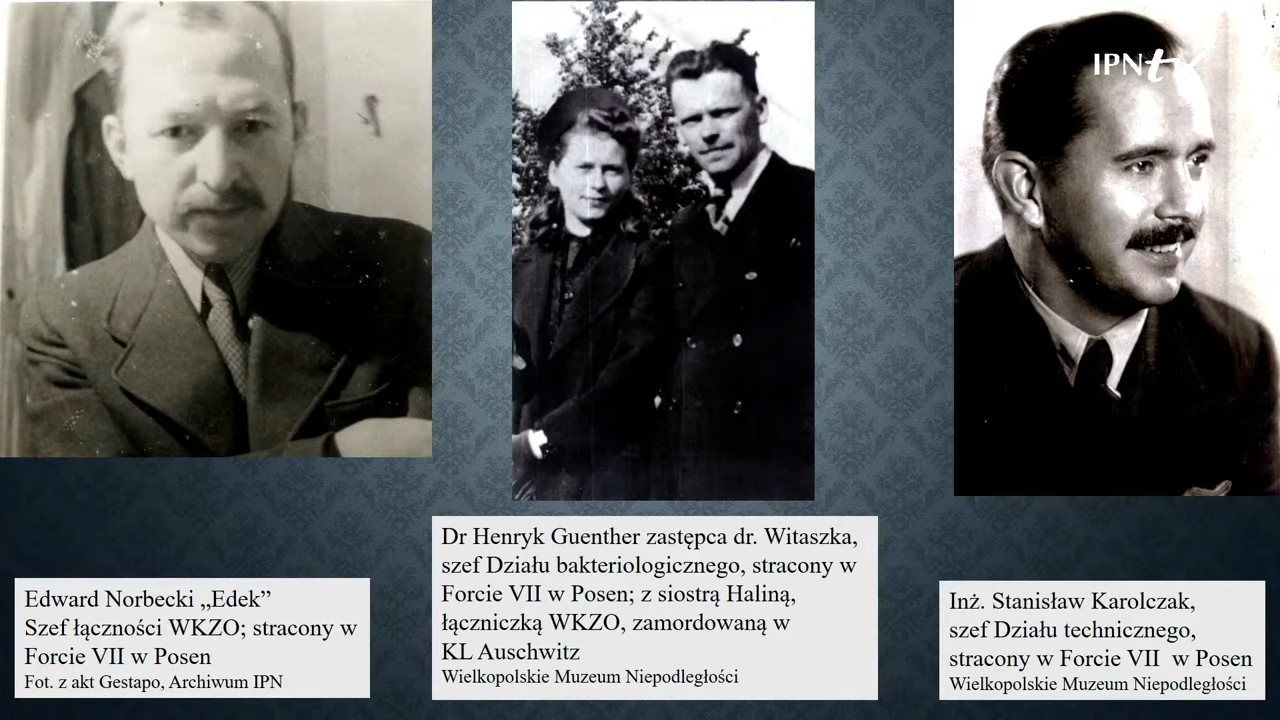 IPNtv
Edward Norbecki „Edek”
Szef łączności WKZO; stracony w
Forcie VII w Posen
Fot. z akt Gestapo, Archiwum IPN
Dr Henryk Guenther zastępca dr. Witaszka,
szef Działu bakteriologicznego, stracony w
Forcie VII w Posen; z siostrą Haliną,
łączniczką WKZO, zamordowaną w
KL Auschwitz
Wielkopolskie Muzeum Niepodległości
Inż. Stanisław Karolczak,
szef Działu technicznego,
stracony w Forcie VII w Posen
Wielkopolskie Muzeum Niepodległości